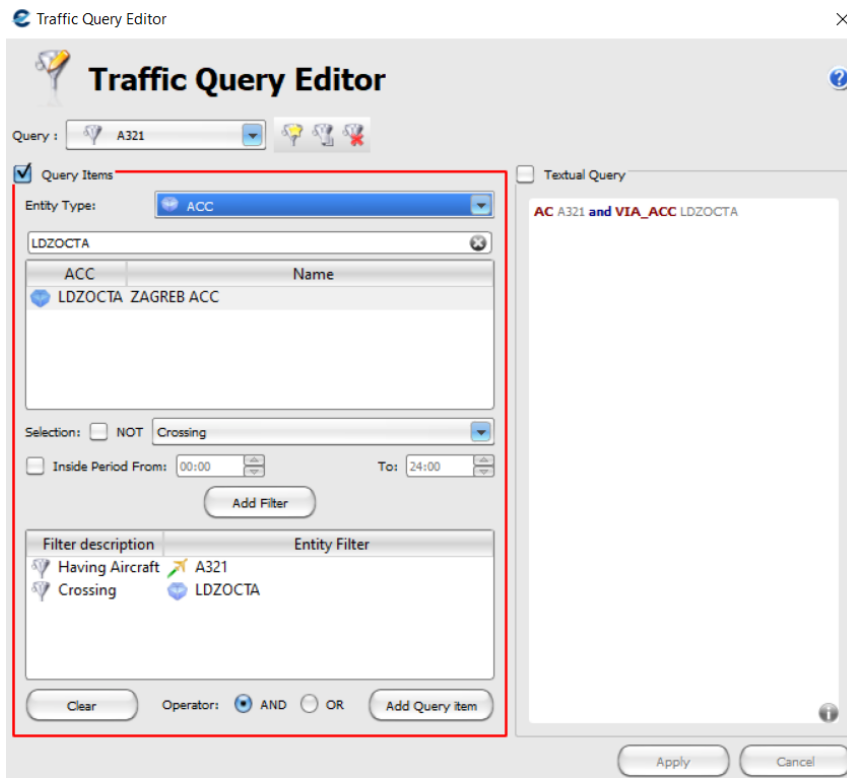 Traffic Query Editor
Traffic Query Editor
Query : A321
Query Items
Entity Type: ACC
LDZOCTA
ACC Name
LDZOCTA ZAGREB ACC
Selection: NOT Crossing
Inside Period From: 00:00 To: 24:00
Add Filter
Filter description Entity Filter
Having Aircraft A321
Crossing LDZOCTA
Clear Operator: AND OR Add Query item
Textual Query
AC A321 and VIA_ACC LDZOCTA
Apply Cancel